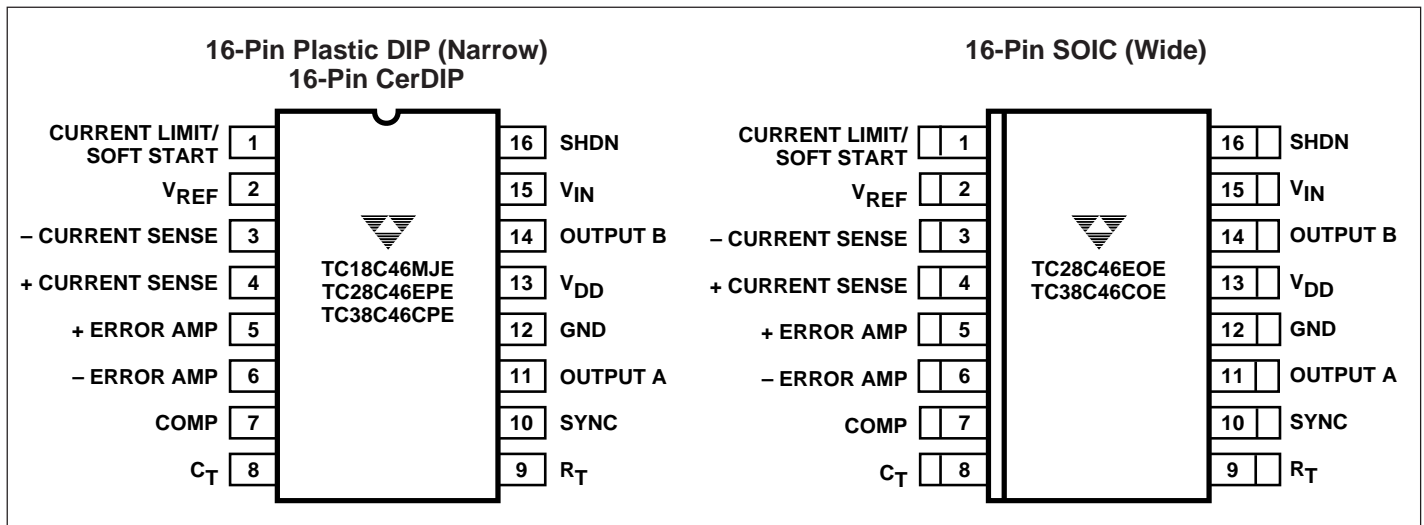 16-Pin Plastic DIP (Narrow)
16-Pin CerDIP
CURRENT LIMIT/
SOFT START
1
VREF
2
– CURRENT SENSE
3
+ CURRENT SENSE
4
+ ERROR AMP
5
– ERROR AMP
6
COMP
7
CT
8
TC18C46MJE
TC28C46EPE
TC38C46CPE
16 SHDN
15 VIN
14 OUTPUT B
13 VDD
12 GND
11 OUTPUT A
10 SYNC
9 RT
16-Pin SOIC (Wide)
CURRENT LIMIT/
SOFT START
1
VREF
2
– CURRENT SENSE
3
+ CURRENT SENSE
4
+ ERROR AMP
5
– ERROR AMP
6
COMP
7
CT
8
TC28C46EOE
TC38C46COE
16 SHDN
15 VIN
14 OUTPUT B
13 VDD
12 GND
11 OUTPUT A
10 SYNC
9 RT